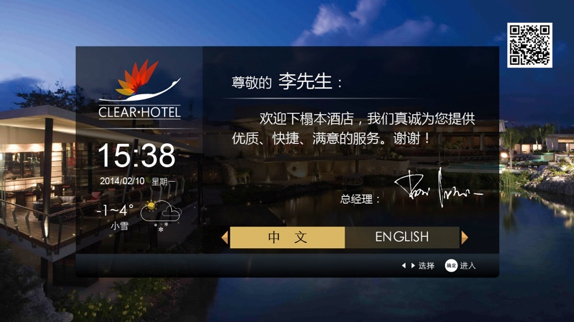 尊敬的 李先生：
欢迎下榻本酒店，我们真诚为您提供
优质、快捷、满意的服务。谢谢！
总经理：
CLEAR·HOTEL
15:38
2014/02/10 星期一
-1~4°
小雪
中 文
ENGLISH
选择
进入